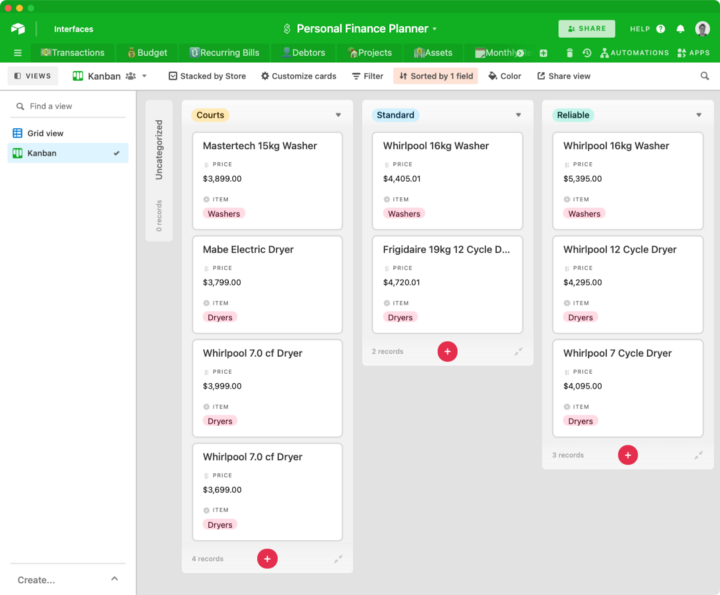 Interfaces
Personal Finance Planner
SHARE
HELP
Transactions
Budget
Recurring Bills
Debtors
Projects
Assets
Monthly
AUTOMATIONS
APPS
VIEWS
Kanban
Stacked by Store
Customize cards
Filter
Sorted by 1 field
Color
Share view
Find a view
Grid view
Kanban
Create...
Uncategorized
0 records
Courts
Mastertech 15kg Washer
PRICE
$3,899.00
ITEM
Washers
Mabe Electric Dryer
PRICE
$3,799.00
ITEM
Dryers
Whirlpool 7.0 cf Dryer
PRICE
$3,999.00
ITEM
Dryers
Whirlpool 7.0 cf Dryer
PRICE
$3,699.00
ITEM
Dryers
4 records
Standard
Whirlpool 16kg Washer
PRICE
$4,405.01
ITEM
Washers
Frigidaire 19kg 12 Cycle D...
PRICE
$4,720.01
ITEM
Dryers
2 records
Reliable
Whirlpool 16kg Washer
PRICE
$5,395.00
ITEM
Washers
Whirlpool 12 Cycle Dryer
PRICE
$4,295.00
ITEM
Dryers
Whirlpool 7 Cycle Dryer
PRICE
$4,095.00
ITEM
Dryers
3 records